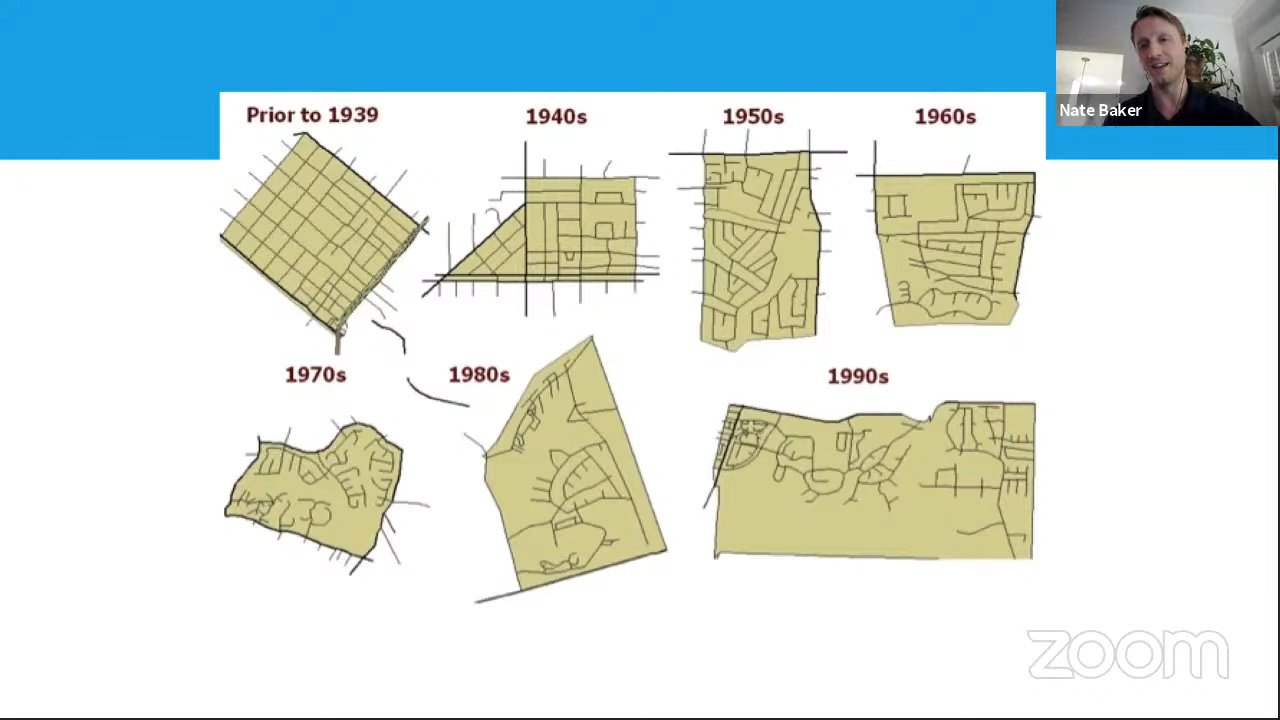 Prior to 1939
1940s
1950s
1960s
Nate Baker
1970s
1980s
1990s
zoom